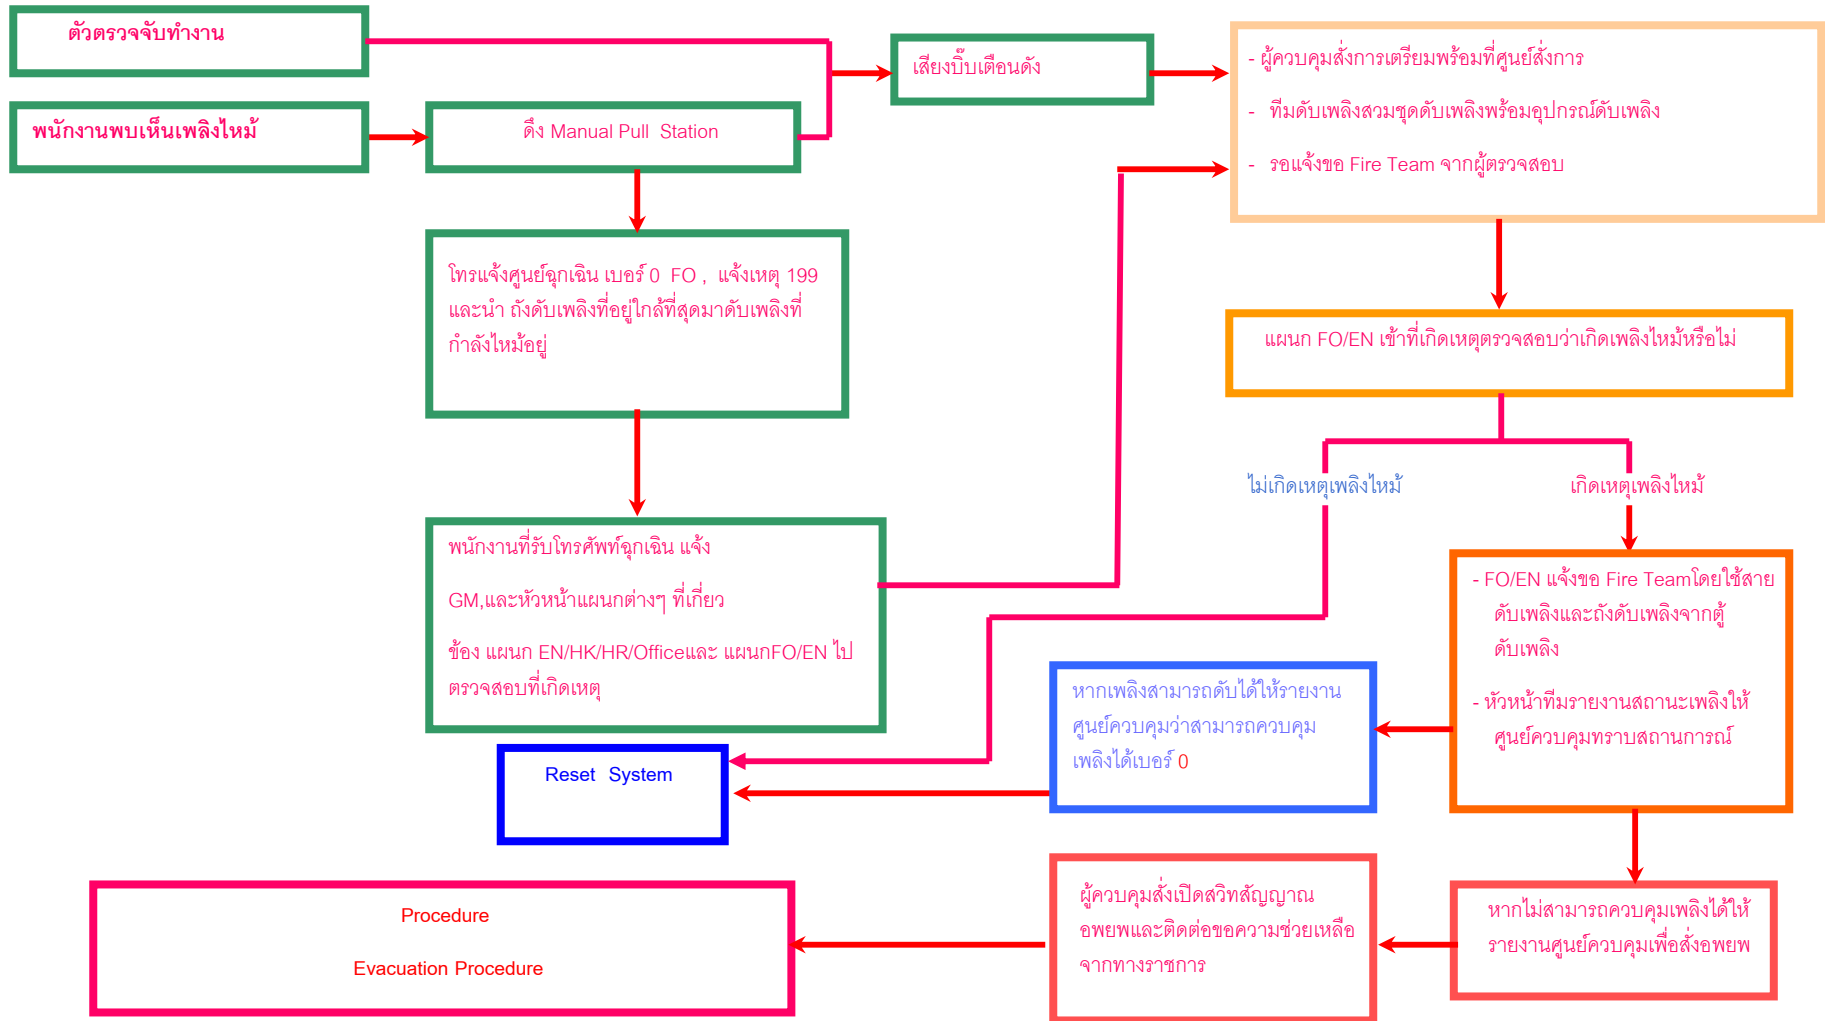 ตัวตรวจจับทำงาน
พนักงานพบเห็นเพลิงไหม้
ดึง Manual Pull Station
เสียงบิ๊บเตือนดัง
- ผู้ควบคุมสั่งการเตรียมพร้อมที่ศูนย์สั่งการ
- ทีมดับเพลิงสวมชุดดับเพลิงพร้อมอุปกรณ์ดับเพลิง
- รอแจ้งขอ Fire Team จากผู้ตรวจสอบ
โทรแจ้งศูนย์ฉุกเฉิน เบอร์ 0 FO , แจ้งเหตุ 199
และนำ ถังดับเพลิงที่อยู่ใกล้ที่สุดมาดับเพลิงที่
กำลังไหม้อยู่
แผนก FO/EN เข้าที่เกิดเหตุตรวจสอบว่าเกิดเพลิงไหม้หรือไม่
ไม่เกิดเหตุเพลิงไหม้
เกิดเหตุเพลิงไหม้
พนักงานที่รับโทรศัพท์ฉุกเฉิน แจ้ง
GM,และหัวหน้าแผนกต่างๆ ที่เกี่ยว
ข้อง แผนก EN/HK/HR/Officeและ แผนกFO/EN ไป
ตรวจสอบที่เกิดเหตุ
- FO/EN แจ้งขอ Fire Teamโดยใช้สาย
ดับเพลิงและถังดับเพลิงจากตู้
ดับเพลิง
- หัวหน้าทีมรายงานสถานะเพลิงให้
ศูนย์ควบคุมทราบสถานการณ์
หากเพลิงสามารถดับได้ให้รายงาน
ศูนย์ควบคุมว่าสามารถควบคุม
เพลิงได้เบอร์ 0
Reset System
หากไม่สามารถควบคุมเพลิงได้ให้
รายงานศูนย์ควบคุมเพื่อสั่งอพยพ
ผู้ควบคุมสั่งเปิดสวิทสัญญาณ
อพยพและติดต่อขอความช่วยเหลือ
จากทางราชการ
Procedure
Evacuation Procedure